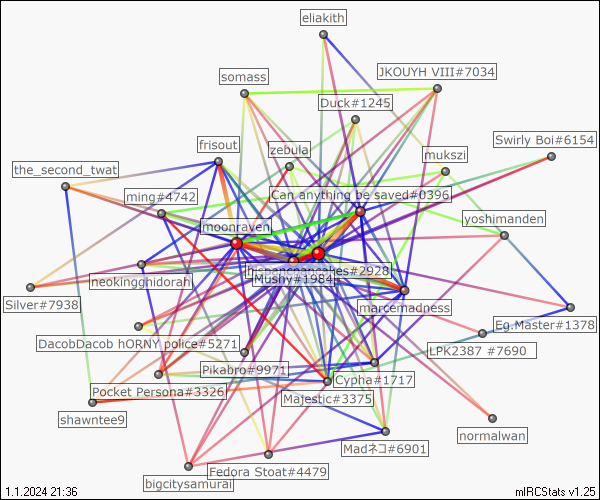 eliakith
somass
JKOUYH VIII#7034
Duck#1245
Swirly Boi#6154
frisout
zebula
mukszi
the_second_twat
ming#4742
Can anything be saved#0396
yoshimanden
moonraven
hispanicpancakes#2928
Mushy#1984
neokingghidorah
marcemadness
Silver#7938
Eg.Master#1378
DacobDacob hORNY police#5271
LPK2387 #7690
Pikabro#9971
Cypha#1717
Pocket Persona#3326
Majestic#3375
shawntee9
normalwan
Madネコ#6901
Fedora Stoat#4479
bigcitysamurai
1.1.2024 21:36
mIRCStats v1.25